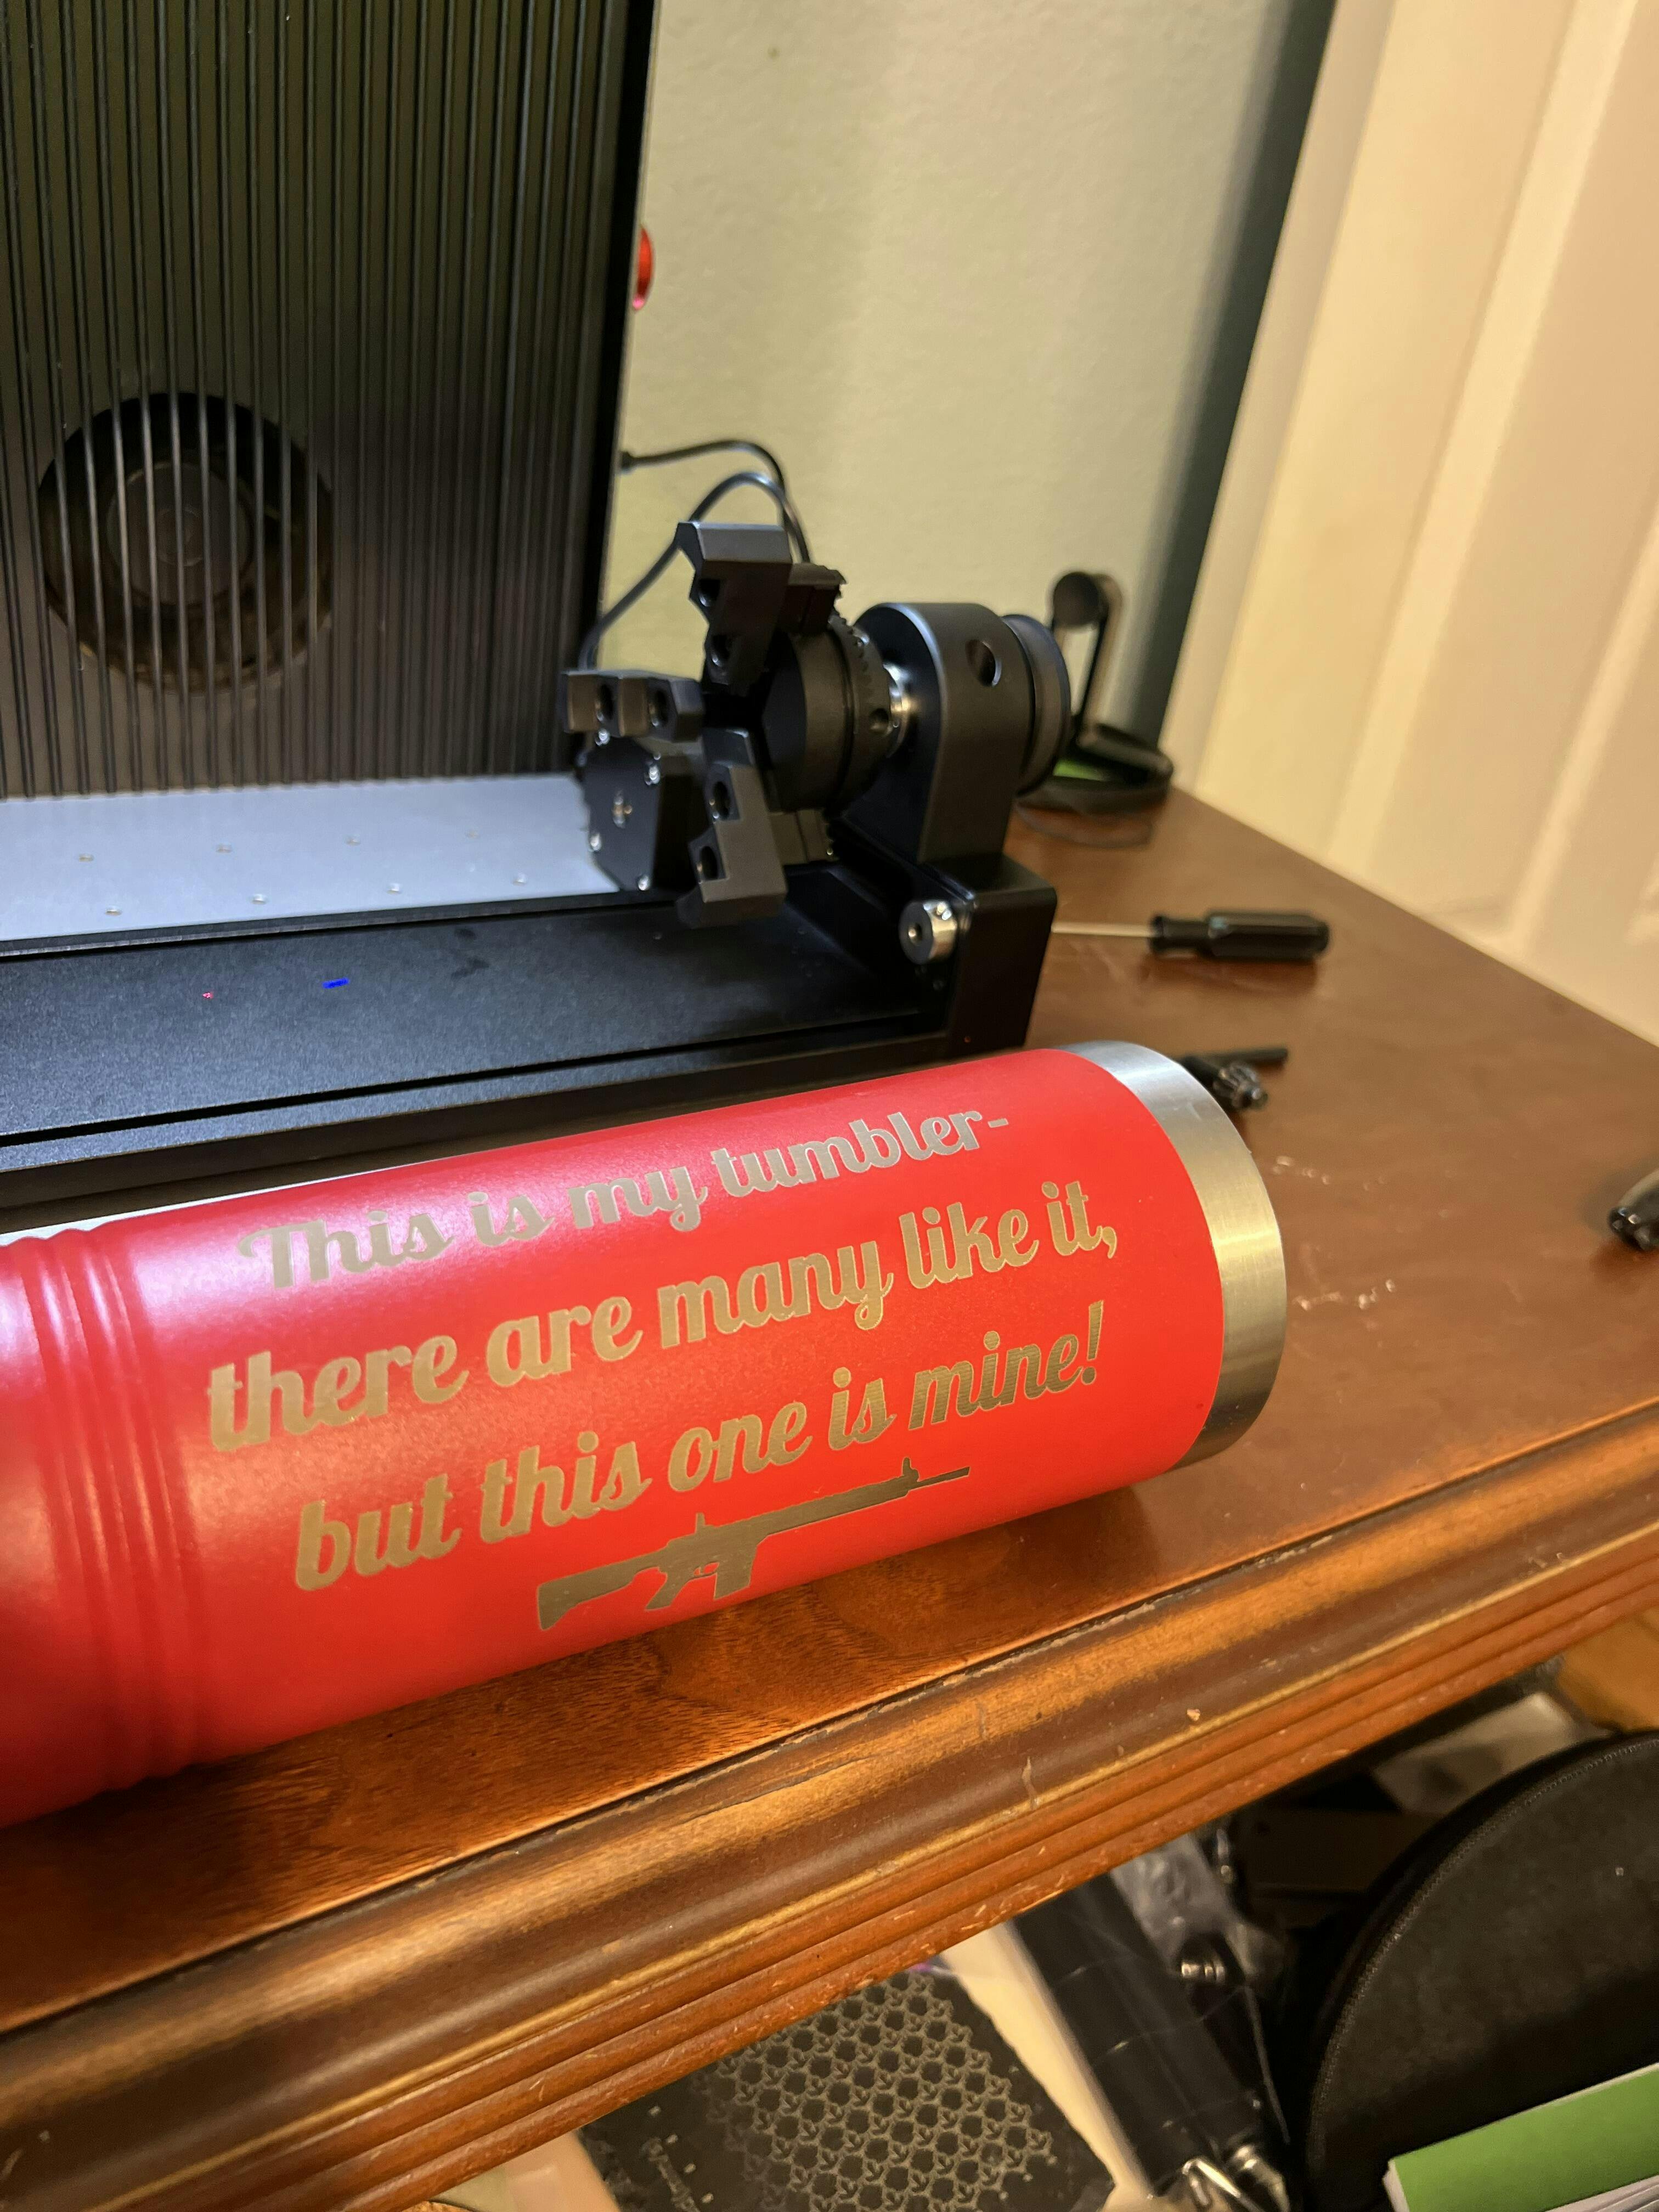 This is my tumbler-
there are many like it,
but this one is mine!